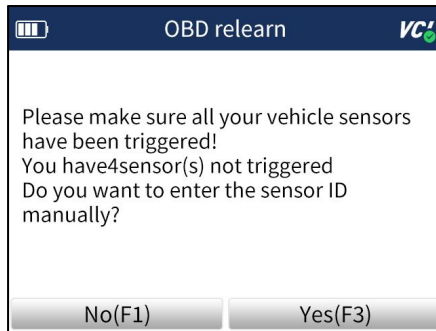 OBD relearn
VCI
Please make sure all your vehicle sensors
have been triggered!
You have4sensor(s) not triggered
Do you want to enter the sensor ID
manually?
No(F1)
Yes(F3)